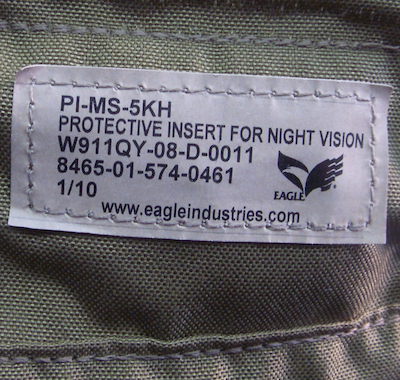 PI-MS-5KH
PROTECTIVE INSERT FOR NIGHT VISION
W911QY-08-D-0011
8465-01-574-0461
EAGLE
1/10
www.eagleindustries.com